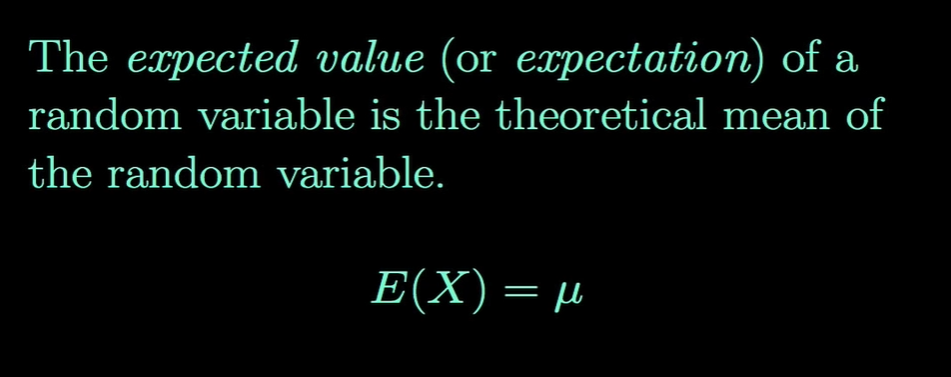 The expected value (or expectation) of a
random variable is the theoretical mean of
the random variable.
E(X) = μ